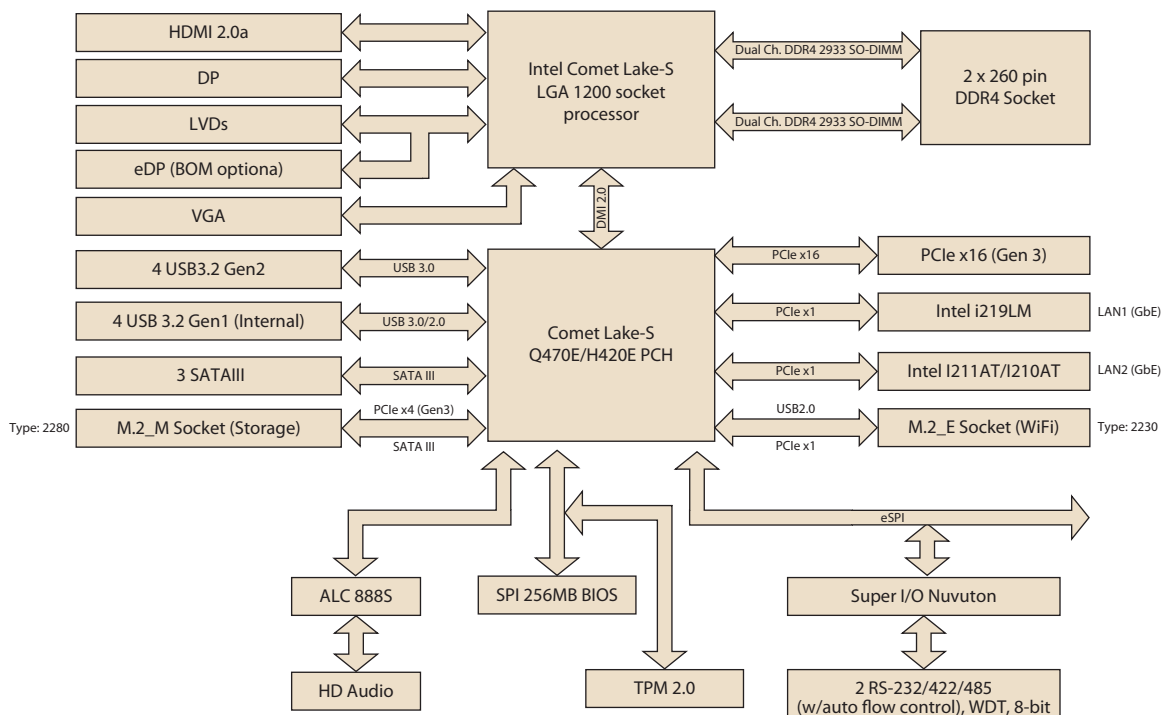 HDMI 2.0a
DP
LVDs
eDP (BOM optiona)
VGA
Intel Comet Lake-S
LGA 1200 socket
processor
Dual Ch. DDR4 2933 SO-DIMM
Dual Ch. DDR4 2933 SO-DIMM
2 x 260 pin
DDR4 Socket
DMI 2.0
4 USB3.2 Gen2
USB 3.0
4 USB 3.2 Gen1 (Internal)
USB 3.0/2.0
3 SATAIII
SATA III
Type: 2280
M.2_M Socket (Storage)
PCIe x4 (Gen3)
SATA III
Comet Lake-S
Q470E/H420E PCH
PCIe x16
PCIe x16 (Gen 3)
PCIe x1
Intel i219LM
LAN1 (GbE)
PCIe x1
Intel I211AT/I210AT
LAN2 (GbE)
USB2.0
PCIe x1
M.2_E Socket (WiFi)
Type: 2230
eSPI
ALC 888S
SPI 256MB BIOS
Super I/O Nuvuton
HD Audio
TPM 2.0
2 RS-232/422/485
(w/auto flow control), WDT, 8-bit